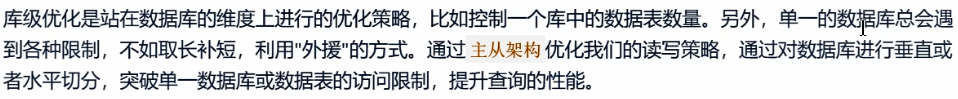 库级优化是站在数据库的维度上进行的优化策略，比如控制一个库中的数据表数量。另外，单一的数据库总会遇
到各种限制，不如取长补短，利用"外援"的方式。通过 主从架构 优化我们的读写策略，通过对数据库进行垂直或
者水平切分，突破单一数据库或数据表的访问限制，提升查询的性能。